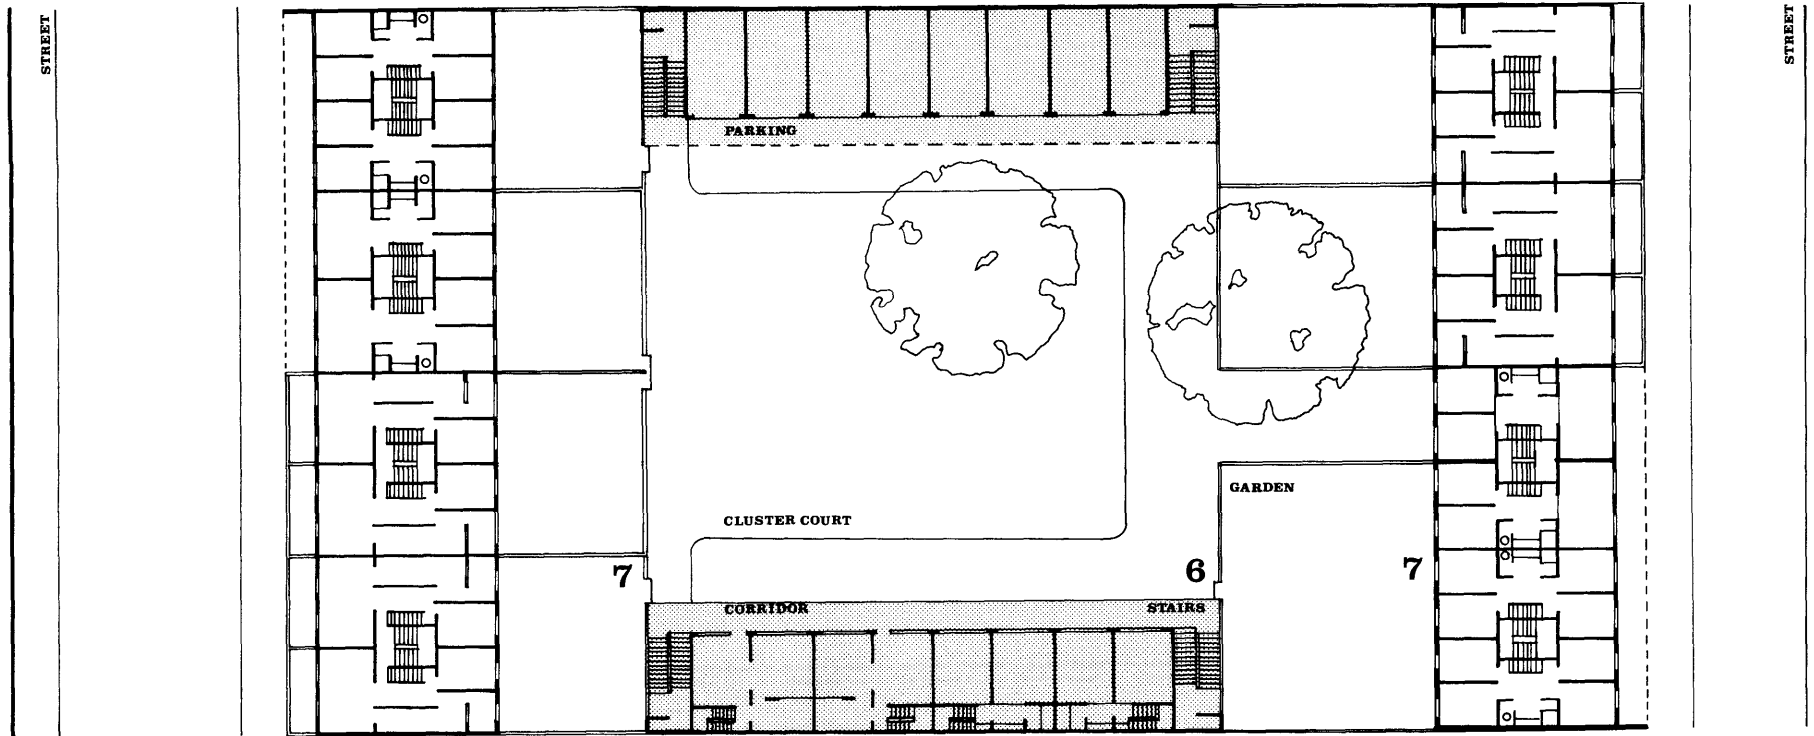 STREET
STREET
PARKING
GARDEN
CLUSTER COURT
7
6
7
CORRIDOR
STAIRS